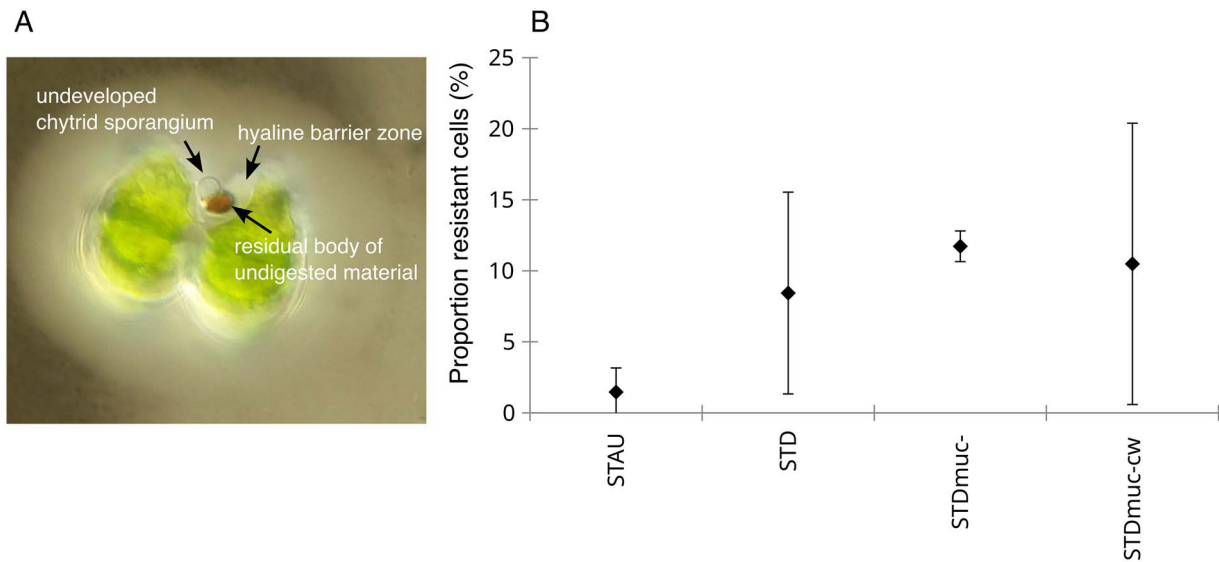 A
undeveloped
chytrid sporangium
hyaline barrier zone
residual body of
undigested material
B
Proportion resistant cells (%)
25
20
15
10
5
0
STAU
STD
STDmuc-
STDmuc-cw